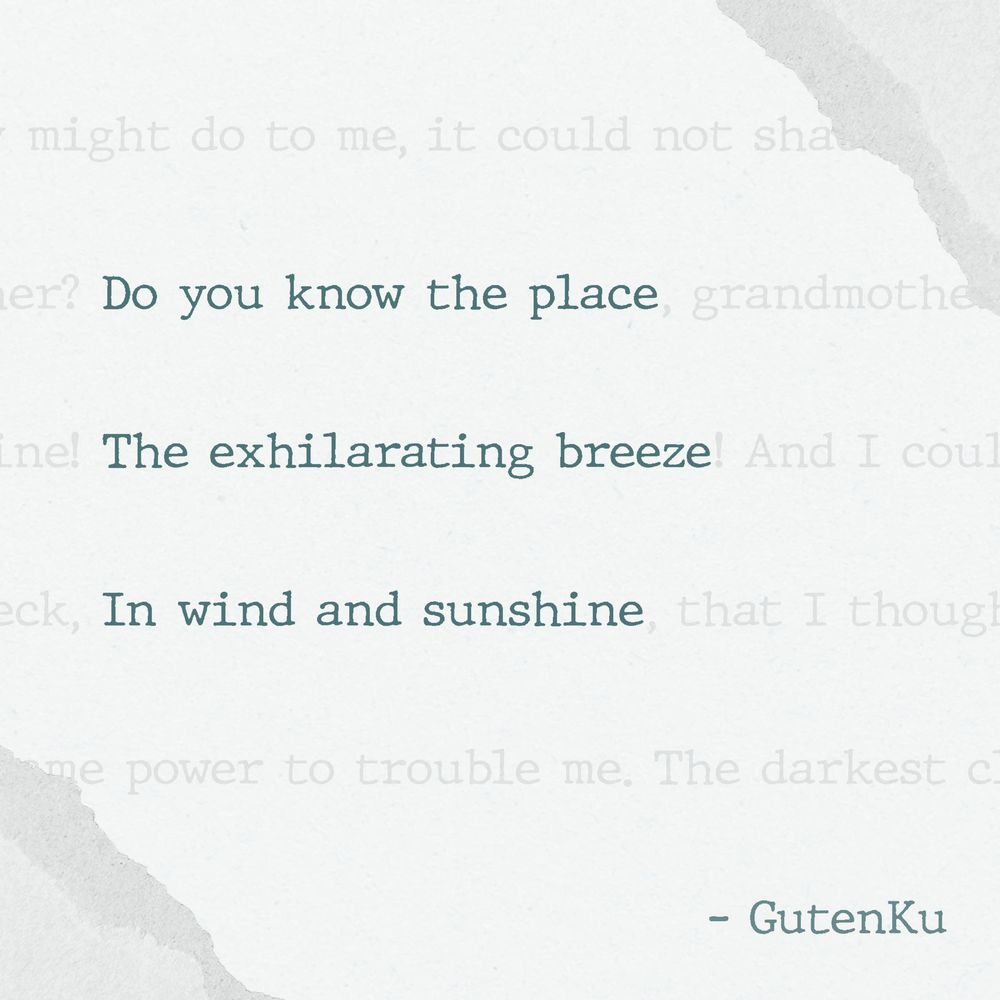 might do to me, it could not sha
her? Do you know the place, grandmothe
ine! The exhilarating breeze! And I coul
eck, In wind and sunshine, that I though
me power to trouble me. The darkest c
- GutenKu